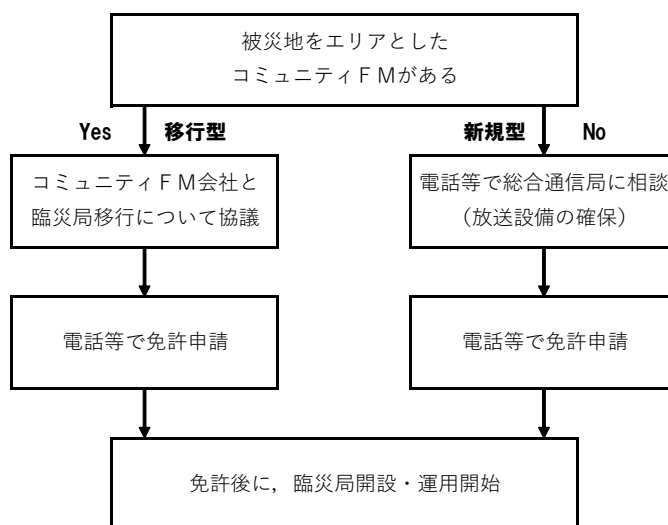 被災地をエリアとした
コミュニティＦＭがある
Yes 移行型
新規型 No
コミュニティＦＭ会社と
臨災局移行について協議
電話等で総合通信局に相談
（放送設備の確保）
電話等で免許申請
電話等で免許申請
免許後に，臨災局開設・運用開始